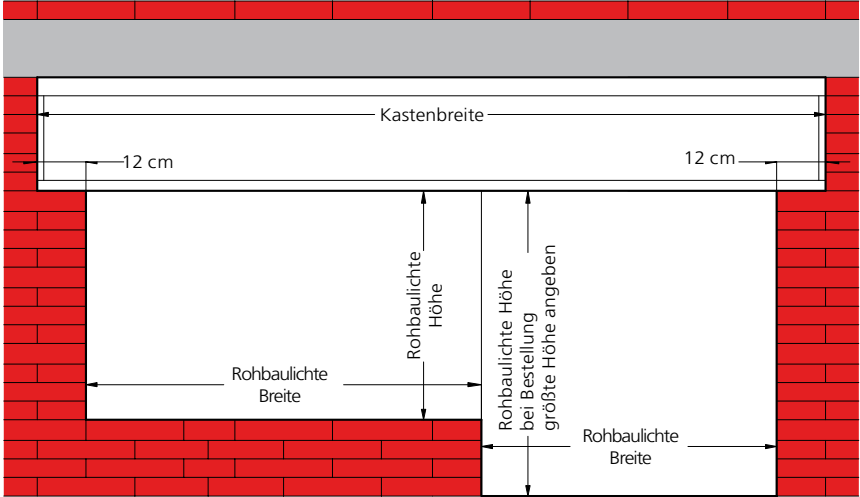 Kastenbreite
12 cm
12 cm
Rohbaulichte
Höhe
Rohbaulichte Höhe
bei Bestellung
größte Höhe angeben
Rohbaulichte
Breite
Rohbaulichte
Breite